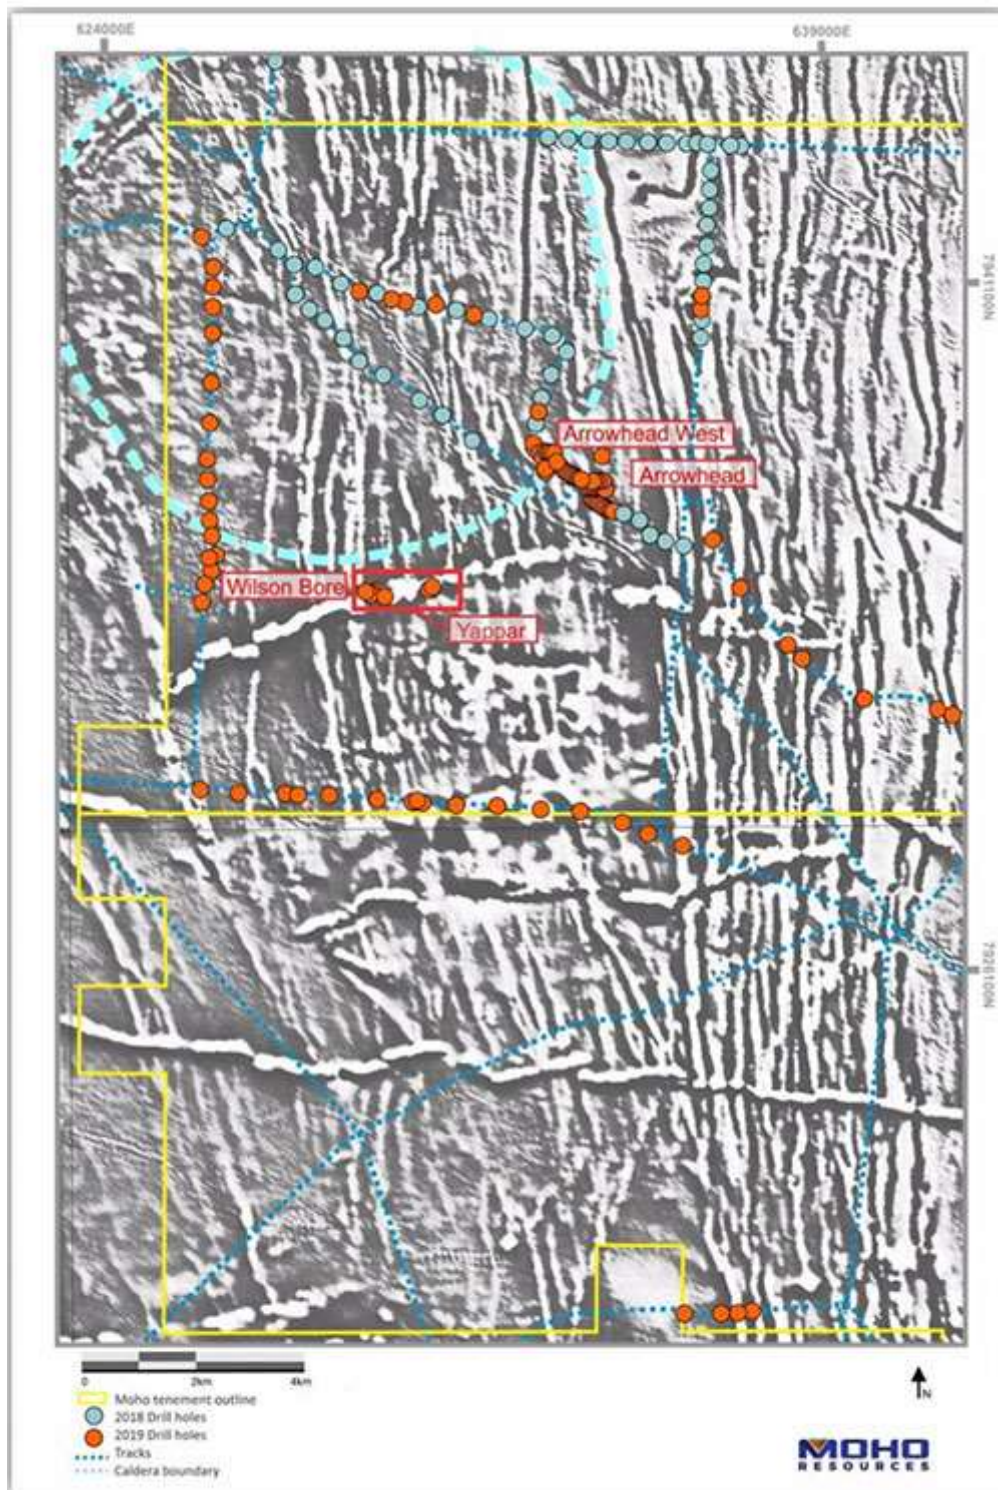 624000E
639000E
7941100N
Arrowhead West
Arrowhead
Wilson Bore
Yappar
7926100N
0 2km 4km
Moho tenement outline
2018 Drill holes
2019 Drill holes
Tracks
Caldera boundary
N
MOHO
RESOURCES